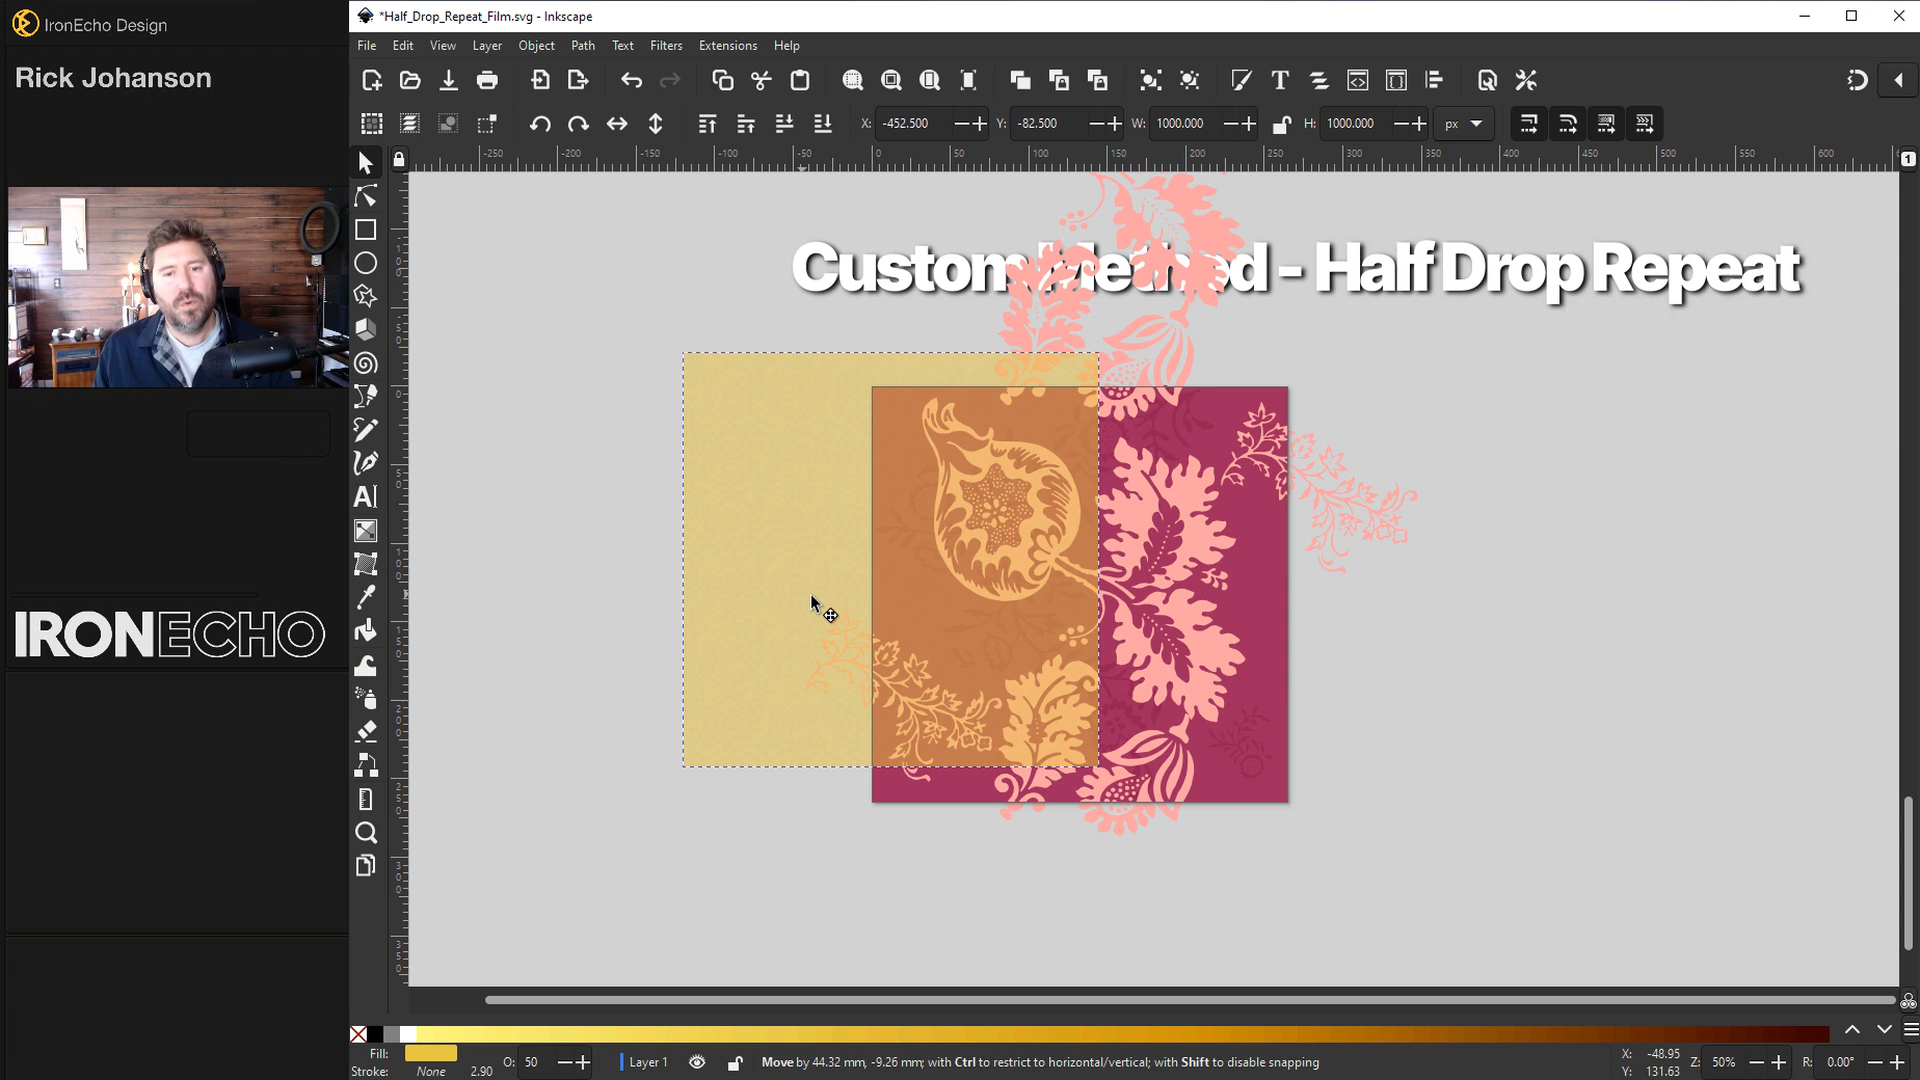 IronEcho Design
Rick Johanson
IRONECHO
*Half_Drop_Repeat_Film.svg - Inkscape
File Edit View Layer Object Path Text Filters Extensions Help
X: -452.500 Y: -82.500 W: 1000.000 H: 1000.000 px
-250 -200 -150 -100 -50 0 50 100 150 200 250 300 350 400 450 500 550 600
1
Custom Method - Half Drop Repeat
Fill: O: 50 Layer 1 Move by 44.32 mm, -9.26 mm; with Ctrl to restrict to horizontal/vertical; with Shift to disable snapping X: -48.95 Z: 50% R: 0.00°
Stroke: None 2.90 Y: 131.63